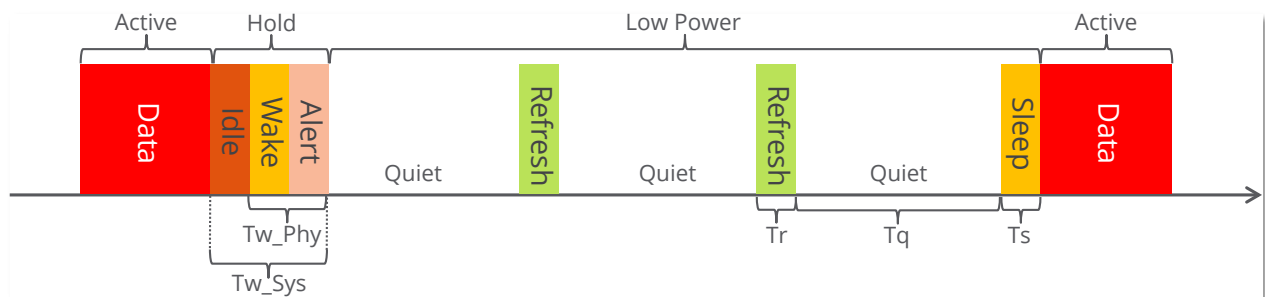 Active
Hold
Low Power
Active
Data
Idle
Wake
Alert
Quiet
Refresh
Quiet
Refresh
Quiet
Sleep
Data
Tw_Phy
Tr
Tq
Ts
Tw_Sys